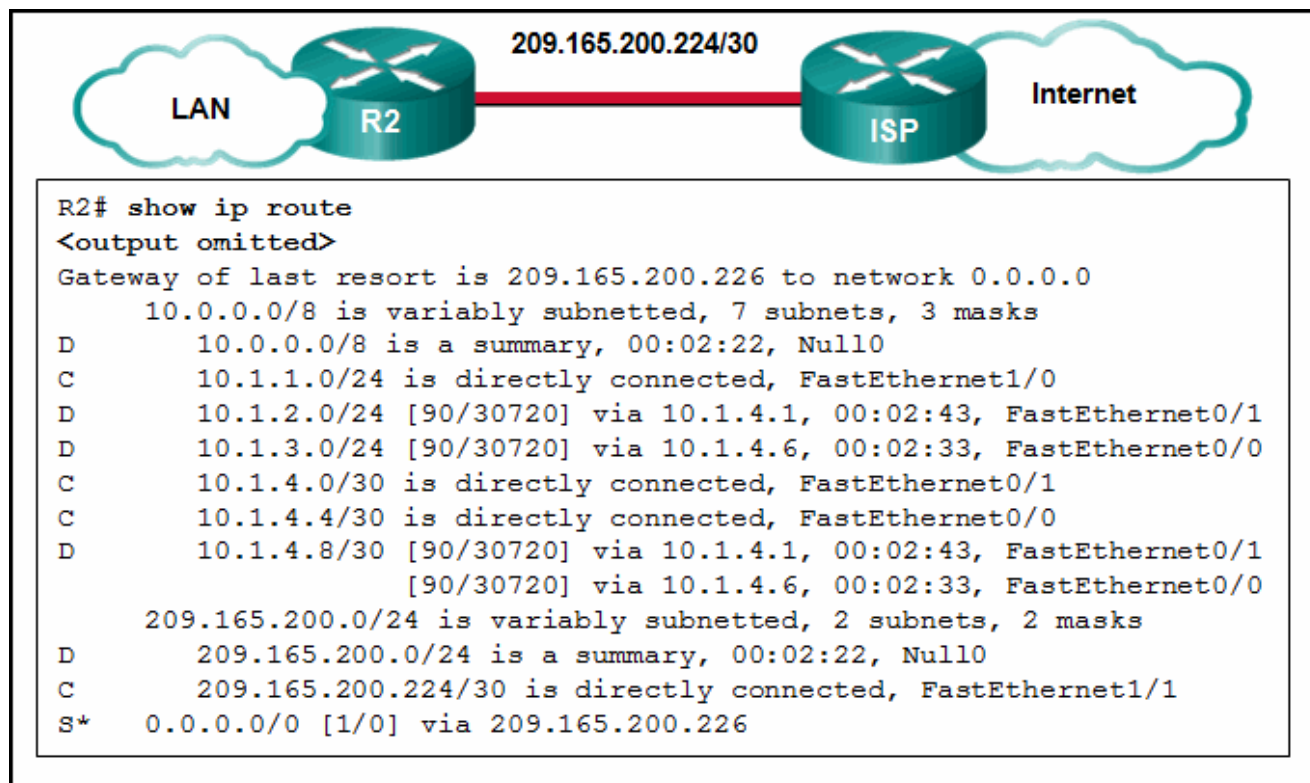 209.165.200.224/30
LAN
R2
ISP
Internet
R2# show ip route
<output omitted>
Gateway of last resort is 209.165.200.226 to network 0.0.0.0
     10.0.0.0/8 is variably subnetted, 7 subnets, 3 masks
D       10.0.0.0/8 is a summary, 00:02:22, Null0
C       10.1.1.0/24 is directly connected, FastEthernet1/0
D       10.1.2.0/24 [90/30720] via 10.1.4.1, 00:02:43, FastEthernet0/1
D       10.1.3.0/24 [90/30720] via 10.1.4.6, 00:02:33, FastEthernet0/0
C       10.1.4.0/30 is directly connected, FastEthernet0/1
C       10.1.4.4/30 is directly connected, FastEthernet0/0
D       10.1.4.8/30 [90/30720] via 10.1.4.1, 00:02:43, FastEthernet0/1
                    [90/30720] via 10.1.4.6, 00:02:33, FastEthernet0/0
     209.165.200.0/24 is variably subnetted, 2 subnets, 2 masks
D       209.165.200.0/24 is a summary, 00:02:22, Null0
C       209.165.200.224/30 is directly connected, FastEthernet1/1
S*   0.0.0.0/0 [1/0] via 209.165.200.226